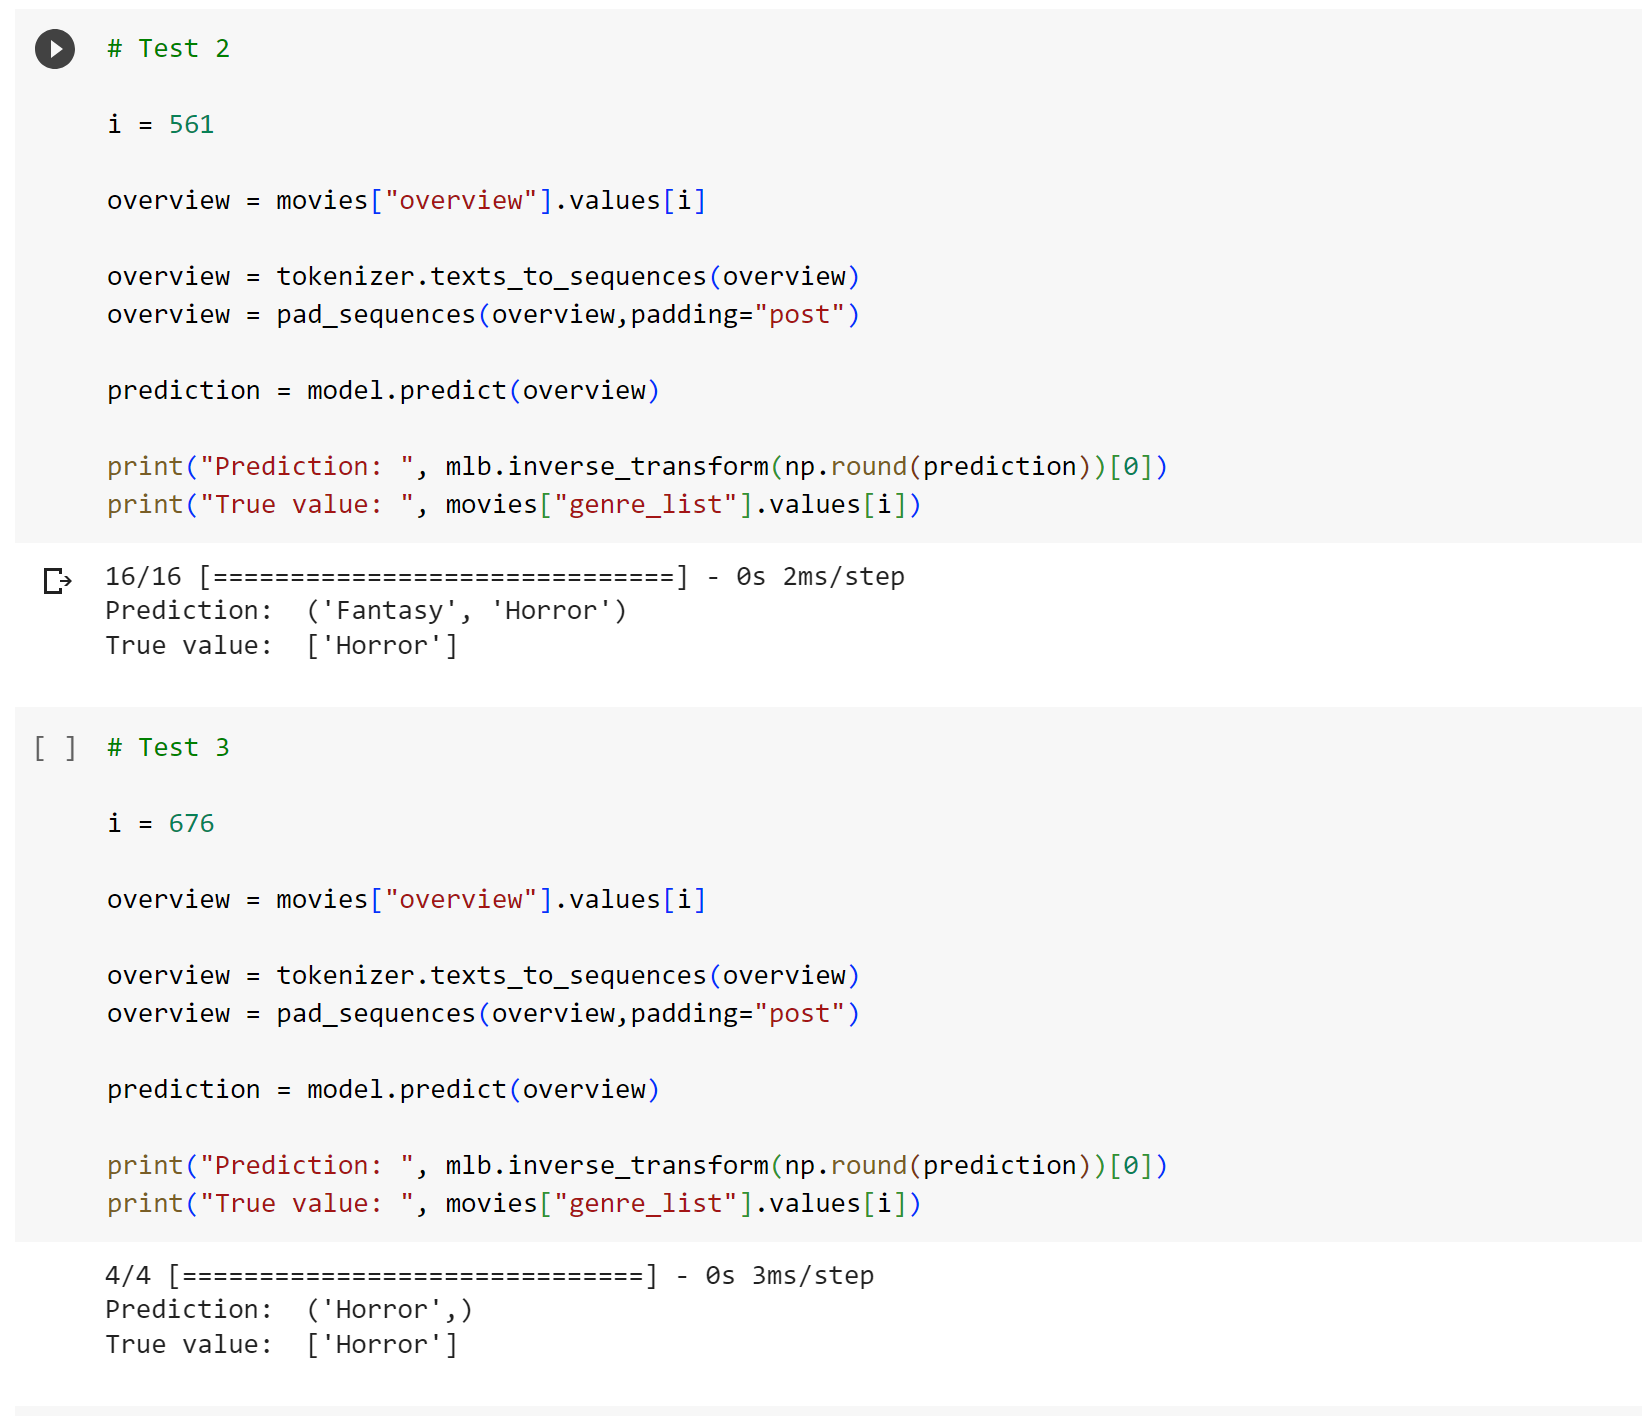 # Test 2
i = 561
overview = movies["overview"].values[i]
overview = tokenizer.texts_to_sequences(overview)
overview = pad_sequences(overview,padding="post")
prediction = model.predict(overview)
print("Prediction: ", mlb.inverse_transform(np.round(prediction))[0])
print("True value: ", movies["genre_list"].values[i])
16/16 [==============================] - 0s 2ms/step
Prediction:  ('Fantasy', 'Horror')
True value:  ['Horror']
[ ] # Test 3
i = 676
overview = movies["overview"].values[i]
overview = tokenizer.texts_to_sequences(overview)
overview = pad_sequences(overview,padding="post")
prediction = model.predict(overview)
print("Prediction: ", mlb.inverse_transform(np.round(prediction))[0])
print("True value: ", movies["genre_list"].values[i])
4/4 [==============================] - 0s 3ms/step
Prediction:  ('Horror',)
True value:  ['Horror']